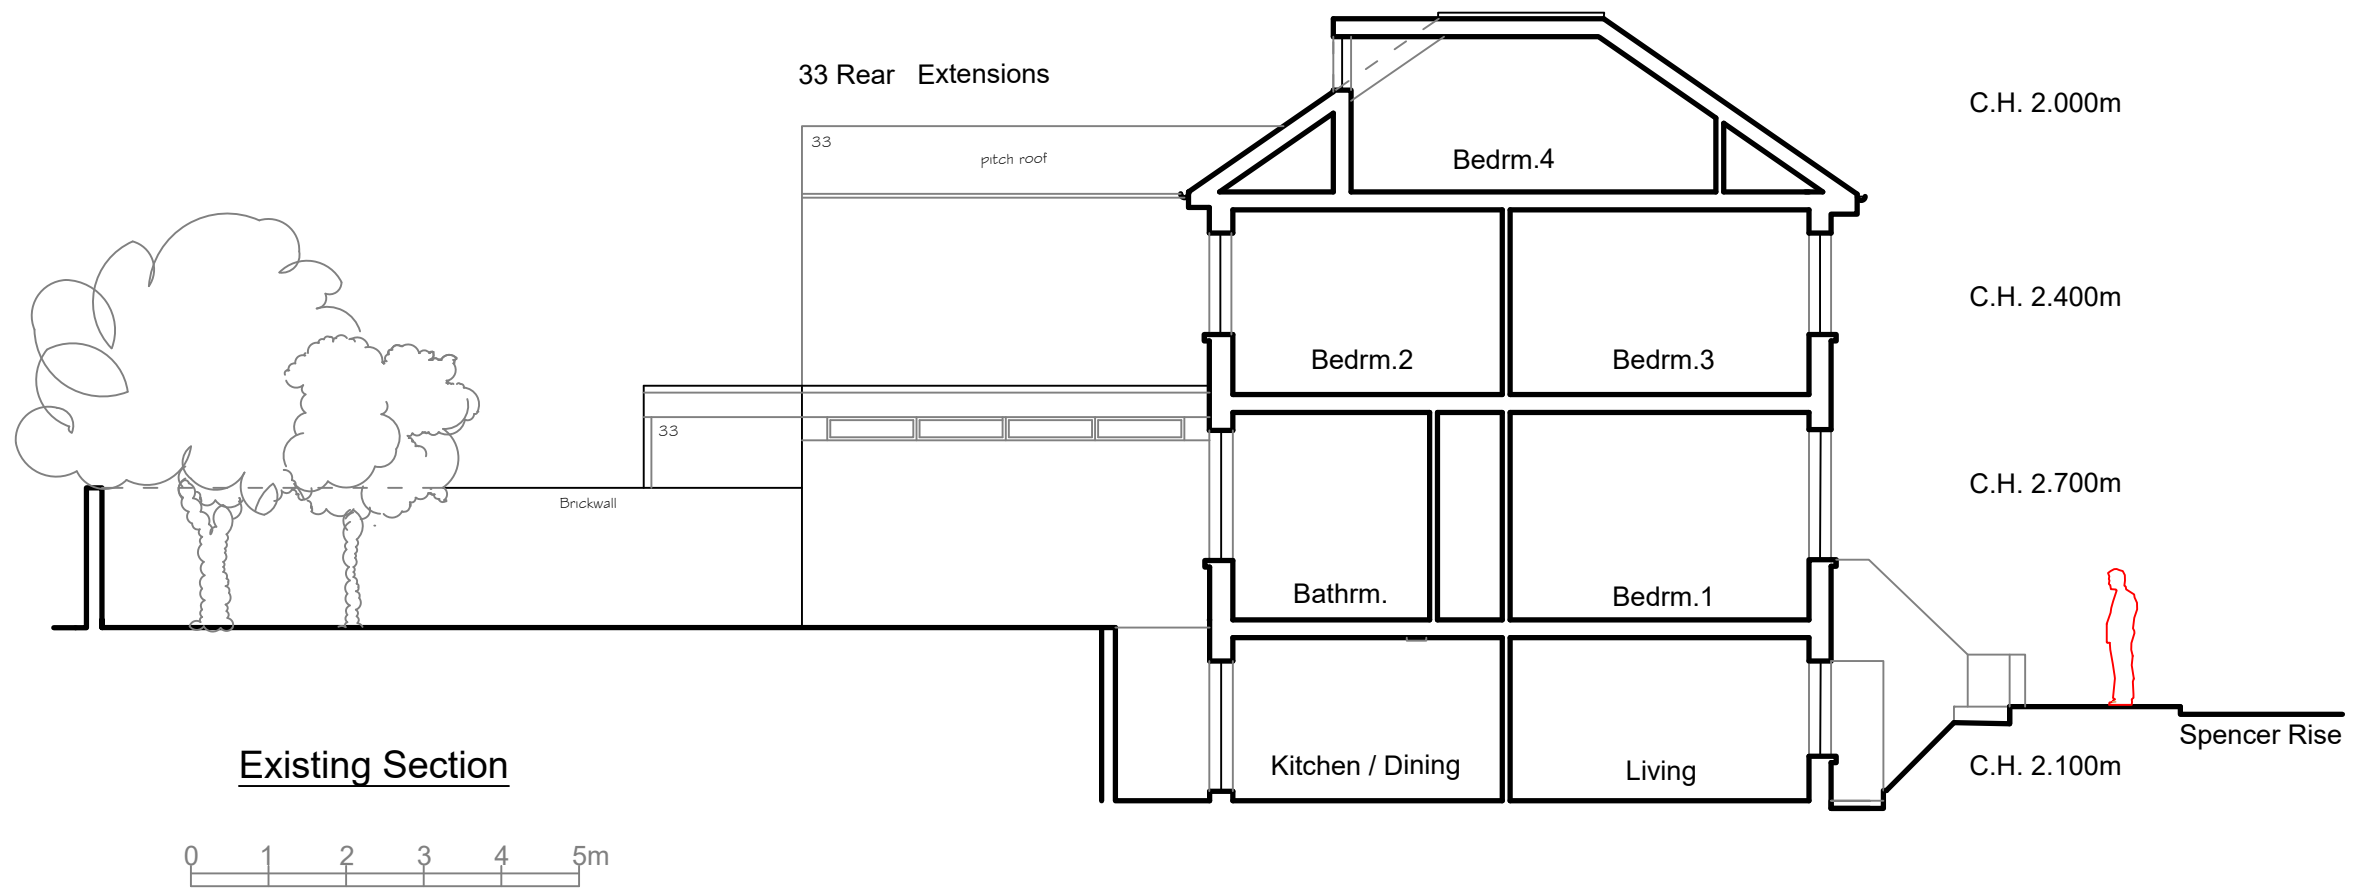 33 Rear Extensions
C.H. 2.000m
33
pitch roof
Bedrm.4
C.H. 2.400m
Bedrm.2
Bedrm.3
33
C.H. 2.700m
Brickwall
Bathrm.
Bedrm.1
Spencer Rise
Existing Section
Kitchen / Dining
Living
C.H. 2.100m
0 1 2 3 4 5m